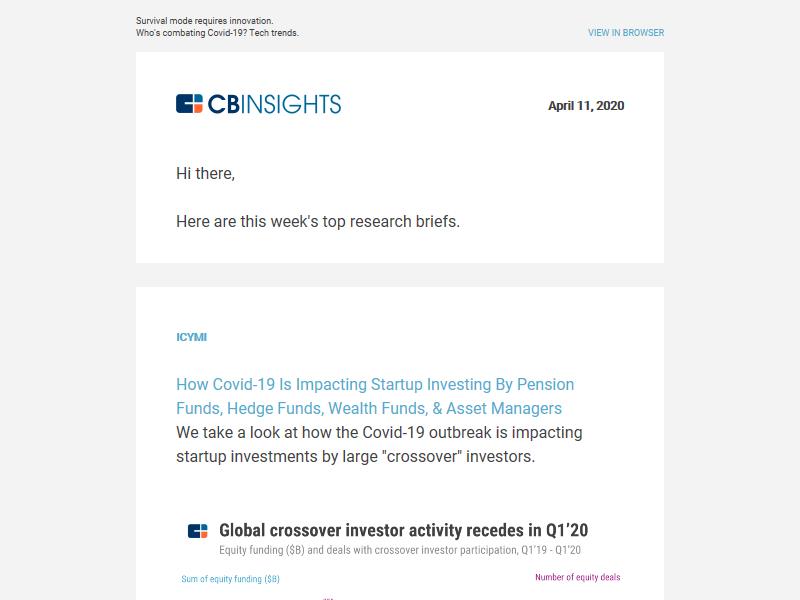 Survival mode requires innovation.
Who's combating Covid-19? Tech trends.
VIEW IN BROWSER
CBINSIGHTS
April 11, 2020
Hi there,
Here are this week's top research briefs.
ICYMI
How Covid-19 Is Impacting Startup Investing By Pension
Funds, Hedge Funds, Wealth Funds, & Asset Managers
We take a look at how the Covid-19 outbreak is impacting
startup investments by large "crossover" investors.
Global crossover investor activity recedes in Q1'20
Equity funding ($B) and deals with crossover investor participation, Q1'19 - Q1'20
Sum of equity funding ($B)
Number of equity deals